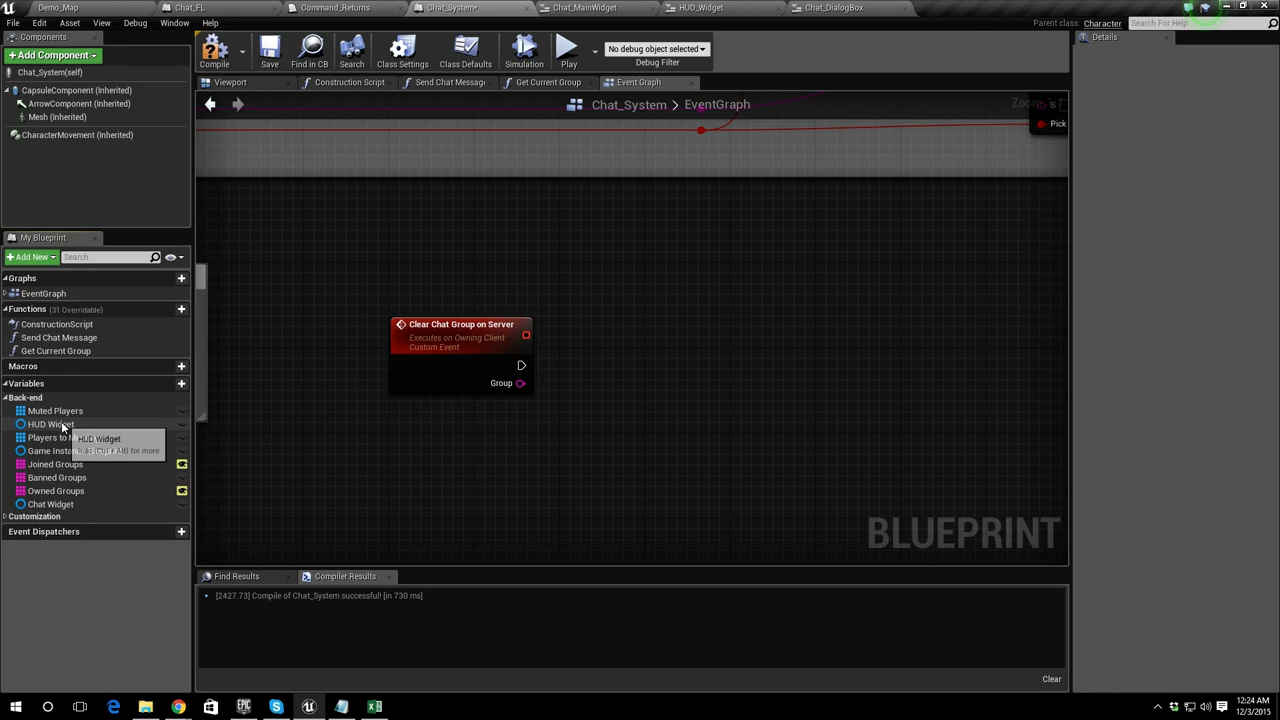 Demo_Map
Chat_FL
Command_Returns
Chat_System*
Chat_MainWidget
HUD_Widget
Chat_DialogBox
File
Edit
Asset
View
Debug
Window
Help
Parent class: Character
Search For Help
Components
Details
+Add Component
Compile
Save
Find in CB
Search
Class Settings
Class Defaults
Simulation
Play
No debug object selected
Debug Filter
Chat_System(self)
CapsuleComponent (Inherited)
ArrowComponent (Inherited)
Mesh (Inherited)
CharacterMovement (Inherited)
Viewport
Construction Script
Send Chat Message
Get Current Group
Event Graph
Chat_System > EventGraph
B
Pick
My Blueprint
+Add New
Search
Graphs
EventGraph
Functions (31 Overridable)
ConstructionScript
Send Chat Message
Get Current Group
Macros
Variables
Back-end
Muted Players
HUD Widget
HUD Widget
Joined Groups
Banned Groups
Owned Groups
Chat Widget
Customization
Event Dispatchers
Clear Chat Group on Server
Executes on Owning Client
Custom Event
Group
BLUEPRINT
Find Results
Compiler Results
[2427.73] Compile of Chat_System successful! [in 730 ms]
Clear
12:24 AM
12/3/2015